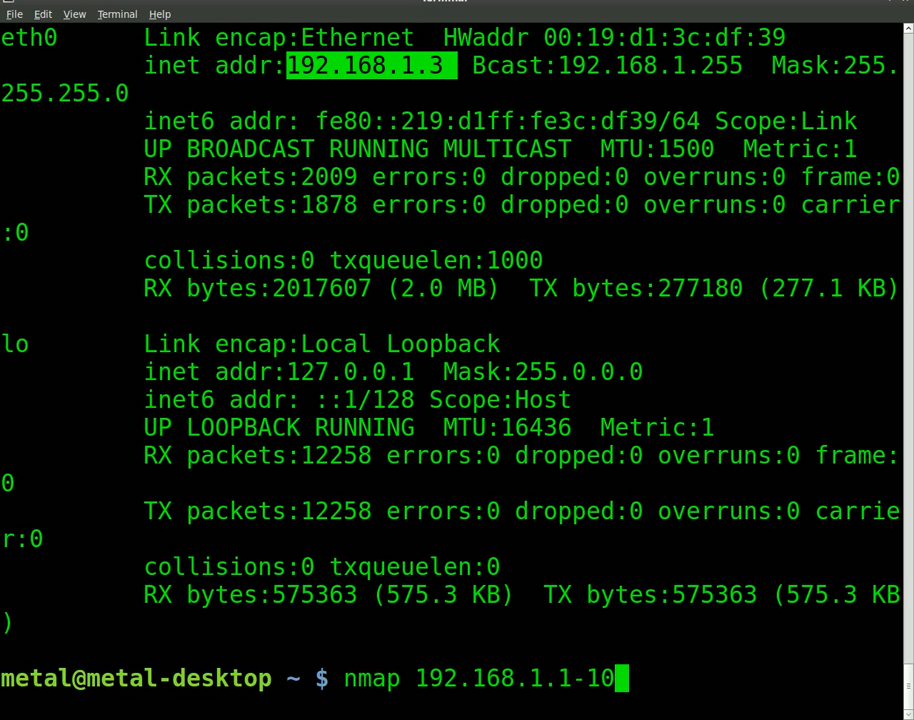 Terminal
File Edit View Terminal Help
eth0 Link encap:Ethernet HWaddr 00:19:d1:3c:df:39
inet addr:192.168.1.3 Bcast:192.168.1.255 Mask:255.
255.255.0
inet6 addr: fe80::219:d1ff:fe3c:df39/64 Scope:Link
UP BROADCAST RUNNING MULTICAST MTU:1500 Metric:1
RX packets:2009 errors:0 dropped:0 overruns:0 frame:0
TX packets:1878 errors:0 dropped:0 overruns:0 carrier
:0
collisions:0 txqueuelen:1000
RX bytes:2017607 (2.0 MB) TX bytes:277180 (277.1 KB)
lo Link encap:Local Loopback
inet addr:127.0.0.1 Mask:255.0.0.0
inet6 addr: ::1/128 Scope:Host
UP LOOPBACK RUNNING MTU:16436 Metric:1
RX packets:12258 errors:0 dropped:0 overruns:0 frame:
0
TX packets:12258 errors:0 dropped:0 overruns:0 carrie
r:0
collisions:0 txqueuelen:0
RX bytes:575363 (575.3 KB) TX bytes:575363 (575.3 KB
)
metal@metal-desktop ~ $ nmap 192.168.1.1-10